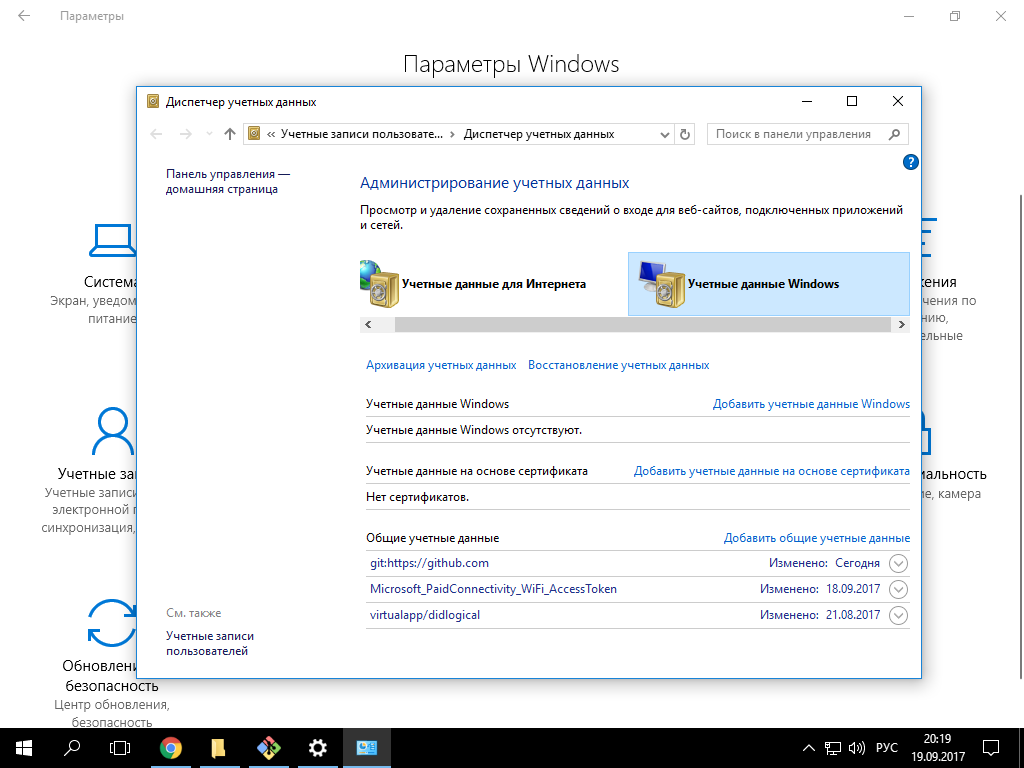 Параметры
Параметры Windows
Диспетчер учетных данных
« Учетные записи пользовате... › Диспетчер учетных данных
Поиск в панели управления
Панель управления —
домашняя страница
Администрирование учетных данных
Просмотр и удаление сохраненных сведений о входе для веб-сайтов, подключенных приложений
и сетей.
Учетные данные для Интернета
Учетные данные Windows
Архивация учетных данных
Восстановление учетных данных
Учетные данные Windows
Добавить учетные данные Windows
Учетные данные Windows отсутствуют.
Учетные данные на основе сертификата
Добавить учетные данные на основе сертификата
Нет сертификатов.
Общие учетные данные
Добавить общие учетные данные
git:https://github.com
Изменено: Сегодня
Microsoft_PaidConnectivity_WiFi_AccessToken
Изменено: 18.09.2017
virtualapp/didlogical
Изменено: 21.08.2017
См. также
Учетные записи
пользователей
Система
Экран, уведом
питание
Учетные за
Учетные записи
электронной п
синхронизация,
Обновлени
безопасность
Центр обновления,
безопасность
жения
чения по
нию,
ельные
иальность
ие, камера
РУС
20:19
19.09.2017